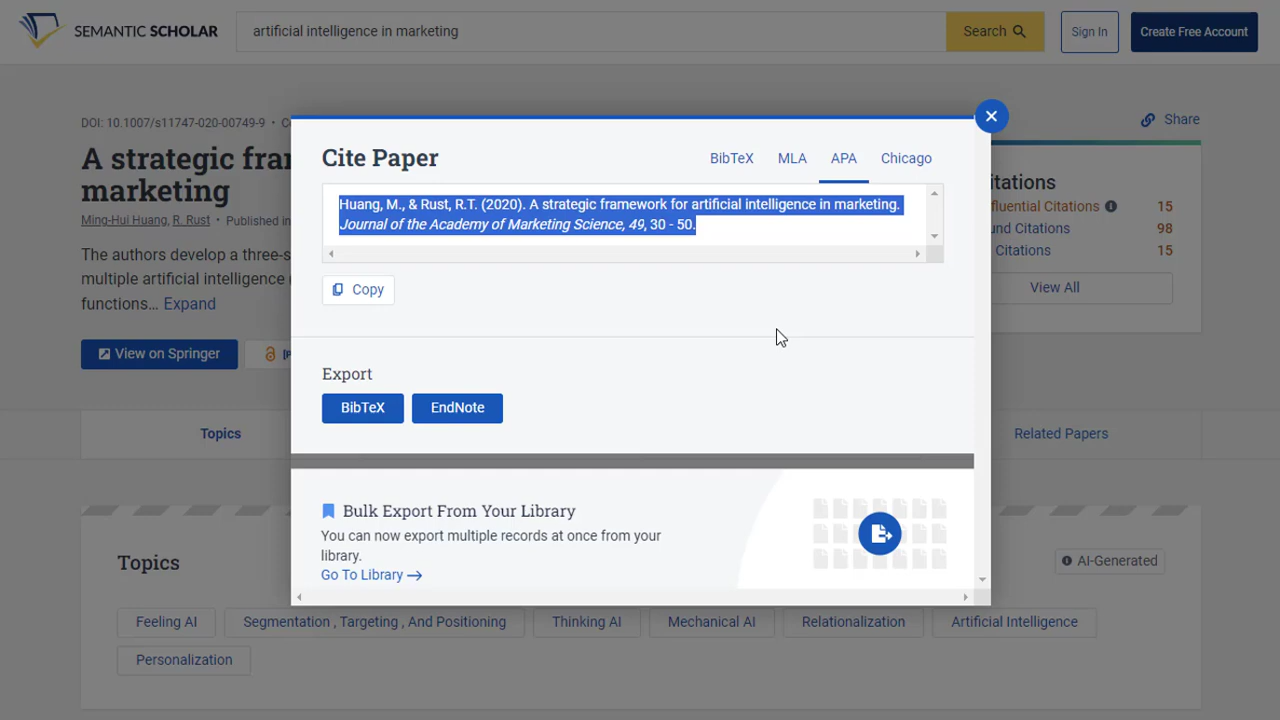 SEMANTIC SCHOLAR
artificial intelligence in marketing
Search
Sign In
Create Free Account
DOI: 10.1007/s11747-020-00749-9
Share
A strategic
marketing
Ming-Hui Huang, R. Rust • Published in
The authors develop a three-s
multiple artificial intelligence (
functions... Expand
View on Springer
Cite Paper
BibTeX
MLA
APA
Chicago
Huang, M., & Rust, R.T. (2020). A strategic framework for artificial intelligence in marketing.
Journal of the Academy of Marketing Science, 49, 30 - 50.
Copy
Export
BibTeX
EndNote
Bulk Export From Your Library
You can now export multiple records at once from your
library.
Go To Library →
itations
fluential Citations
15
und Citations
98
Citations
15
View All
Topics
Related Papers
Topics
AI-Generated
Feeling AI
Segmentation , Targeting , And Positioning
Thinking AI
Mechanical AI
Relationalization
Artificial Intelligence
Personalization